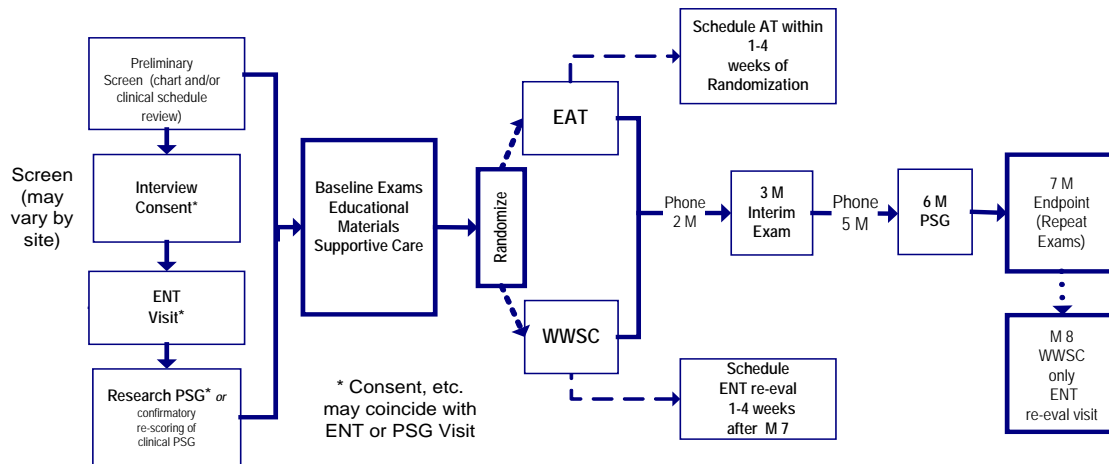 Screen
(may
vary by
site)
Preliminary
Screen (chart and/or
clinical schedule
review)
Interview
Consent*
ENT
Visit*
Research PSG* or
confirmatory
re-scoring of
clinical PSG
Baseline Exams
Educational
Materials
Supportive Care
* Consent, etc.
may coincide with
ENT or PSG Visit
Randomize
EAT
WWSC
Schedule AT within
1-4
weeks of
Randomization
Schedule
ENT re-eval
1-4 weeks
after M 7
Phone
2 M
3 M
Interim
Exam
Phone
5 M
6 M
PSG
7 M
Endpoint
(Repeat
Exams)
M 8
WWSC
only
ENT
re-eval visit